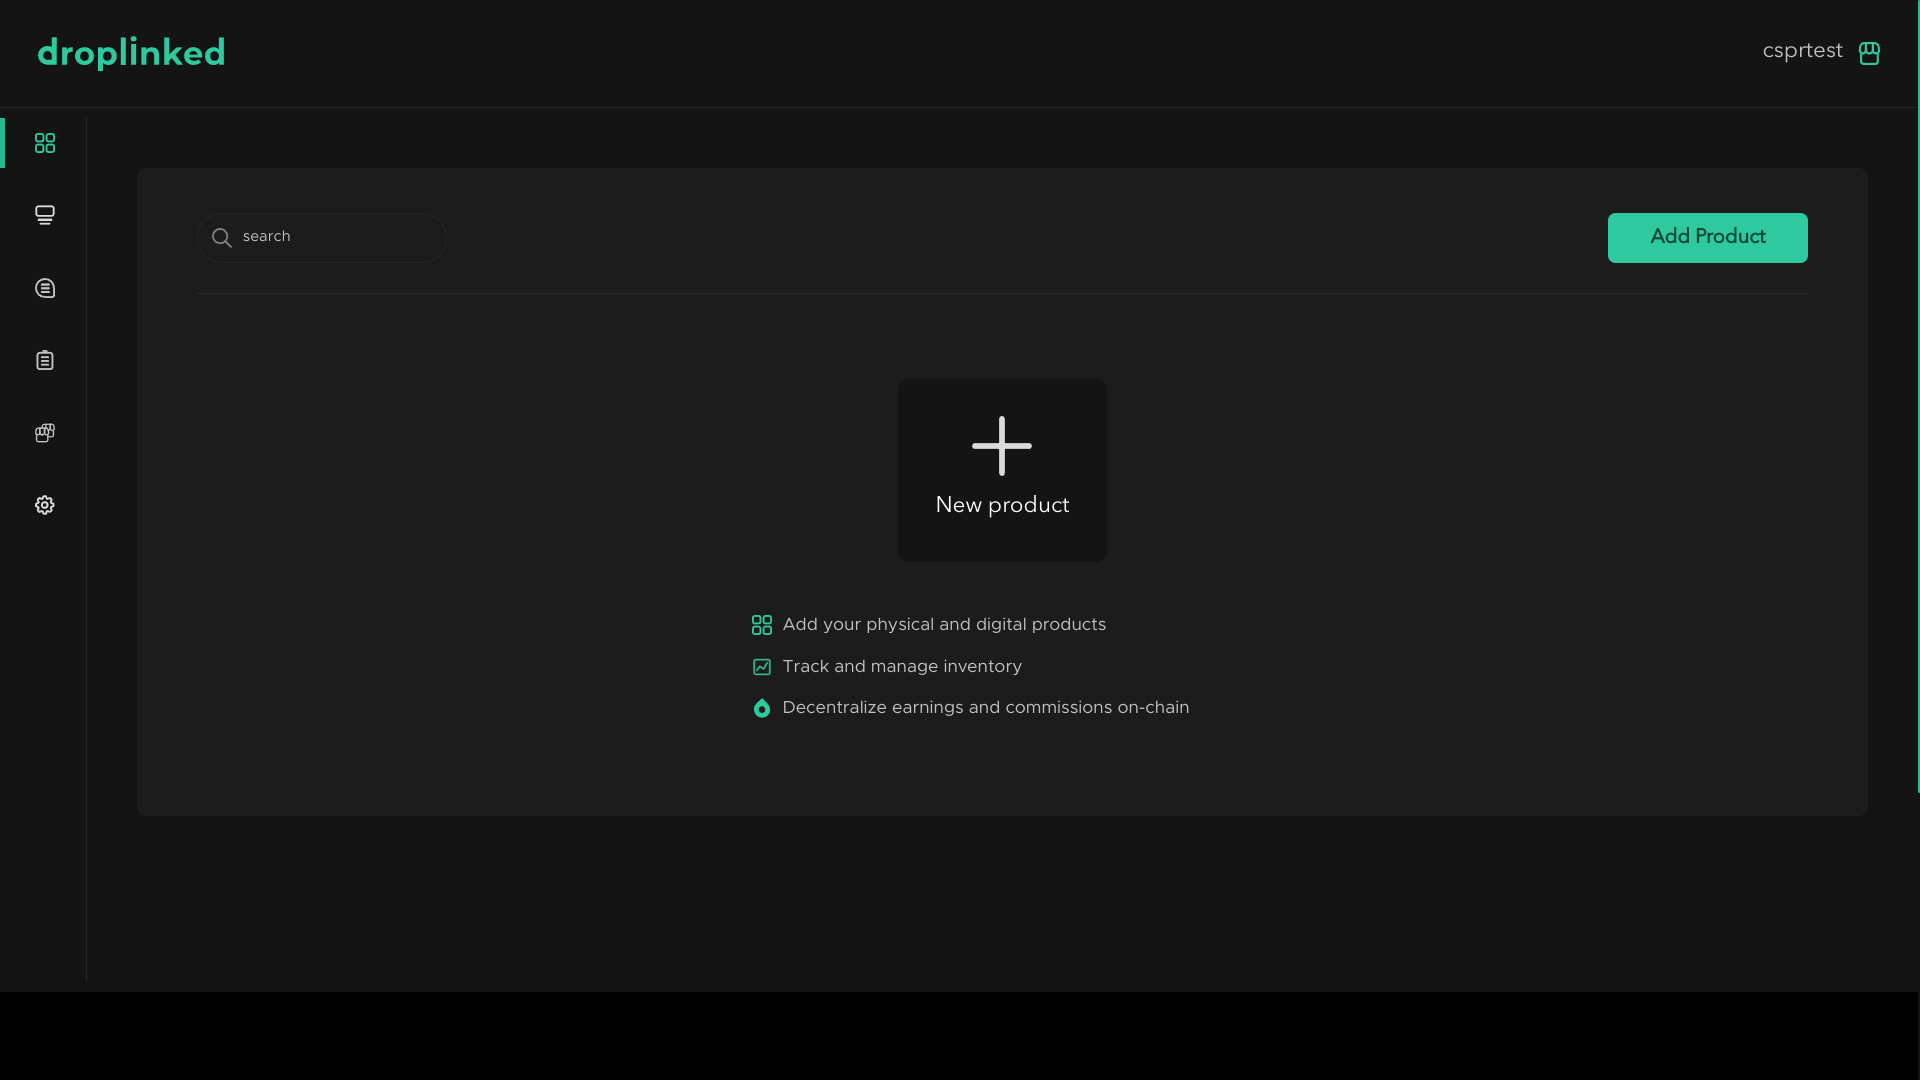 droplinked
csprtest
search
Add Product
New product
Add your physical and digital products
Track and manage inventory
Decentralize earnings and commissions on-chain